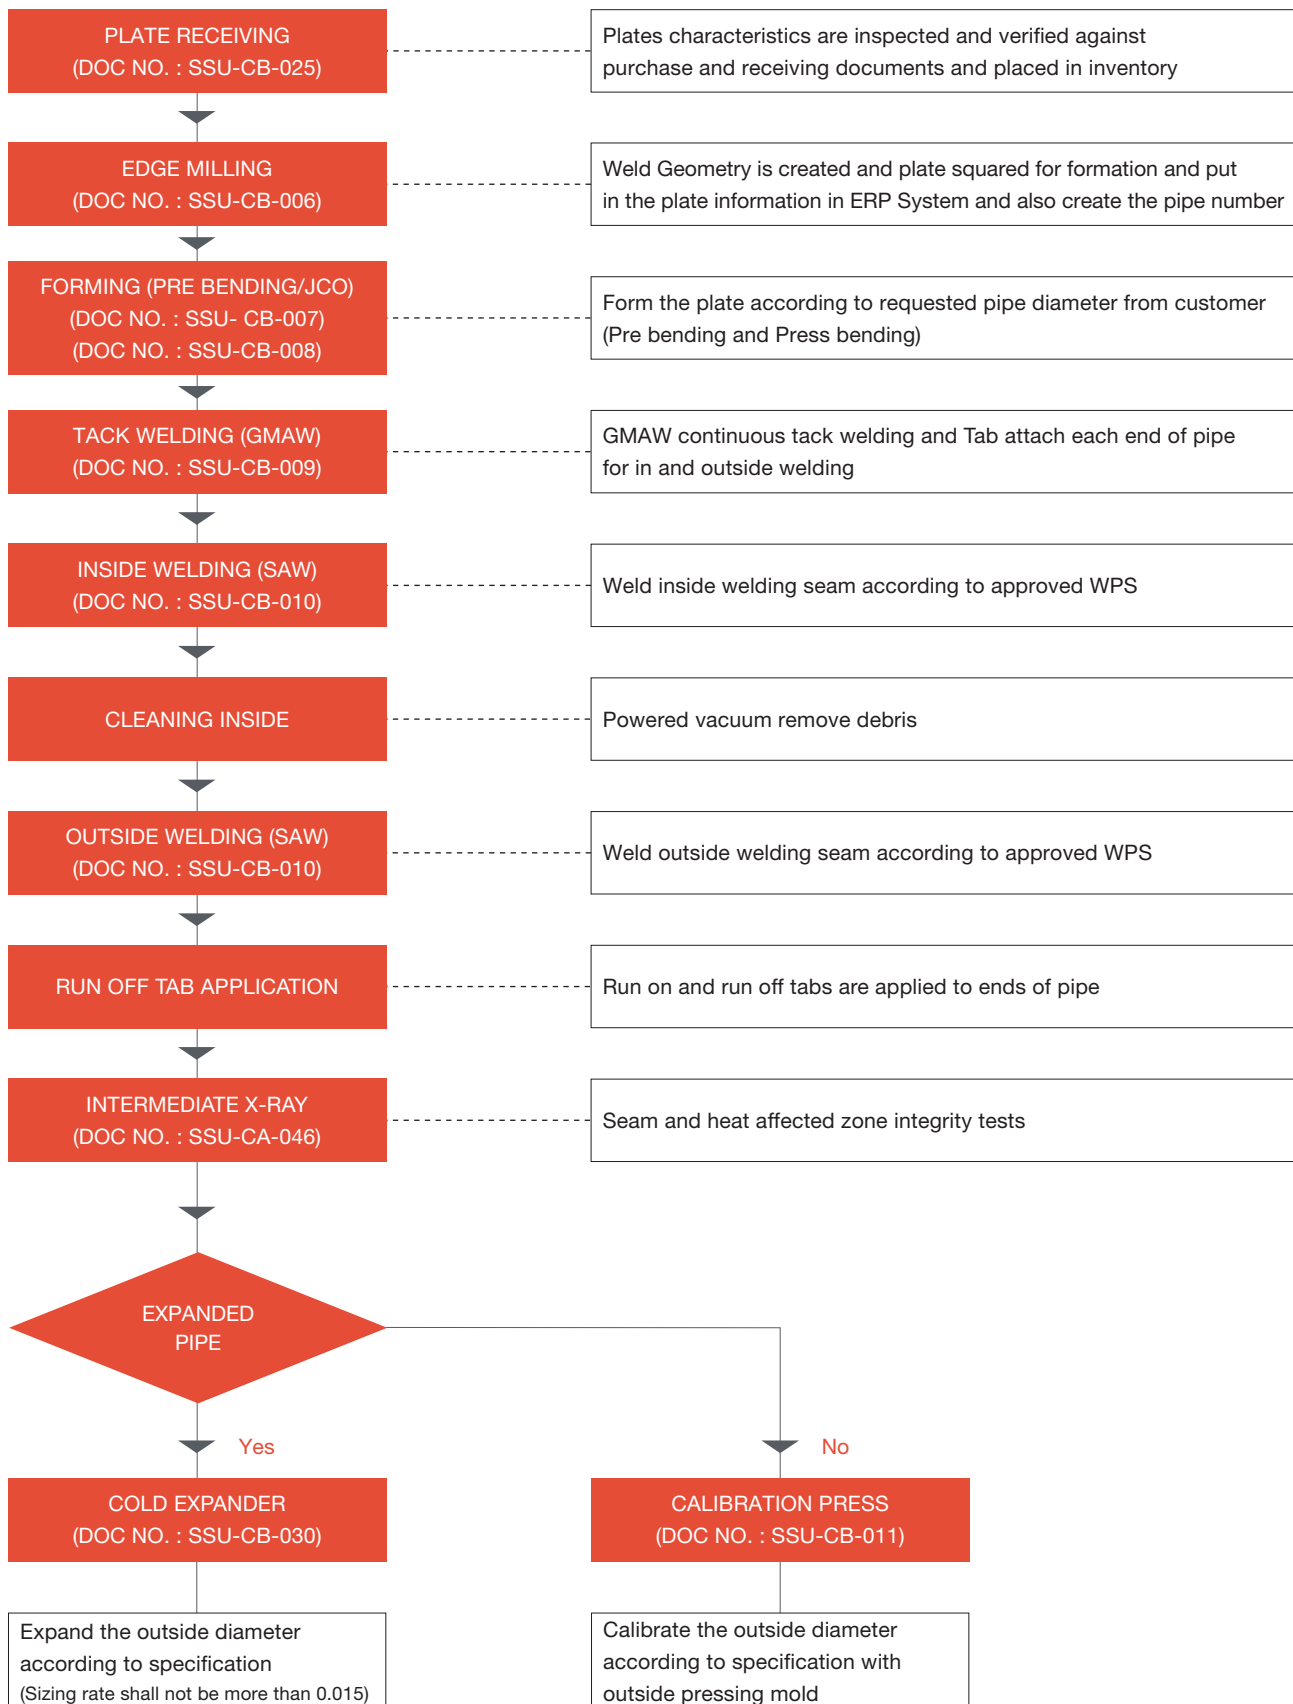 PLATE RECEIVING
(DOC NO. : SSU-CB-025)
Plates characteristics are inspected and verified against
purchase and receiving documents and placed in inventory
EDGE MILLING
(DOC NO. : SSU-CB-006)
Weld Geometry is created and plate squared for formation and put
in the plate information in ERP System and also create the pipe number
FORMING (PRE BENDING/JCO)
(DOC NO. : SSU- CB-007)
(DOC NO. : SSU-CB-008)
Form the plate according to requested pipe diameter from customer
(Pre bending and Press bending)
TACK WELDING (GMAW)
(DOC NO. : SSU-CB-009)
GMAW continuous tack welding and Tab attach each end of pipe
for in and outside welding
INSIDE WELDING (SAW)
(DOC NO. : SSU-CB-010)
Weld inside welding seam according to approved WPS
CLEANING INSIDE
Powered vacuum remove debris
OUTSIDE WELDING (SAW)
(DOC NO. : SSU-CB-010)
Weld outside welding seam according to approved WPS
RUN OFF TAB APPLICATION
Run on and run off tabs are applied to ends of pipe
INTERMEDIATE X-RAY
(DOC NO. : SSU-CA-046)
Seam and heat affected zone integrity tests
EXPANDED
PIPE
Yes
No
COLD EXPANDER
(DOC NO. : SSU-CB-030)
CALIBRATION PRESS
(DOC NO. : SSU-CB-011)
Expand the outside diameter
according to specification
(Sizing rate shall not be more than 0.015)
Calibrate the outside diameter
according to specification with
outside pressing mold